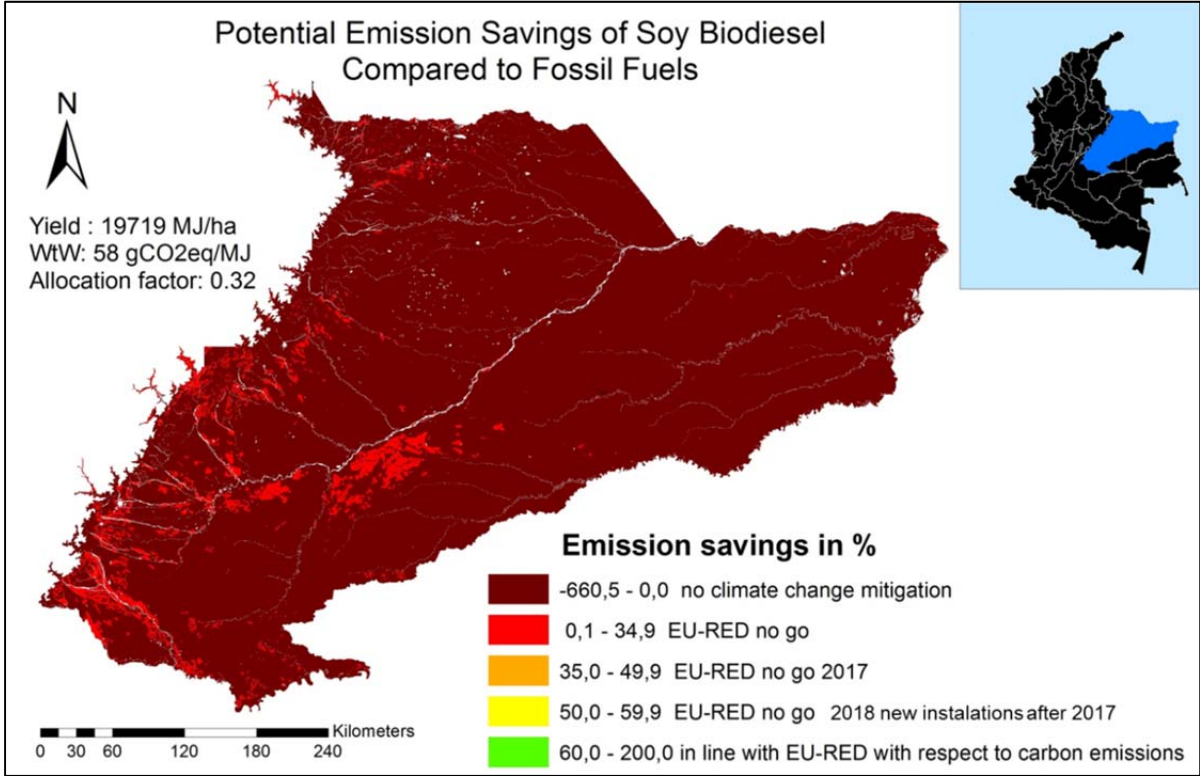 Potential Emission Savings of Soy Biodiesel
Compared to Fossil Fuels
N
Yield : 19719 MJ/ha
WtW: 58 gCO2eq/MJ
Allocation factor: 0.32
Emission savings in %
-660,5 - 0,0 no climate change mitigation
0,1 - 34,9 EU-RED no go
35,0 - 49,9 EU-RED no go 2017
50,0 - 59,9 EU-RED no go 2018 new instalations after 2017
60,0 - 200,0 in line with EU-RED with respect to carbon emissions
Kilometers
0 30 60 120 180 240